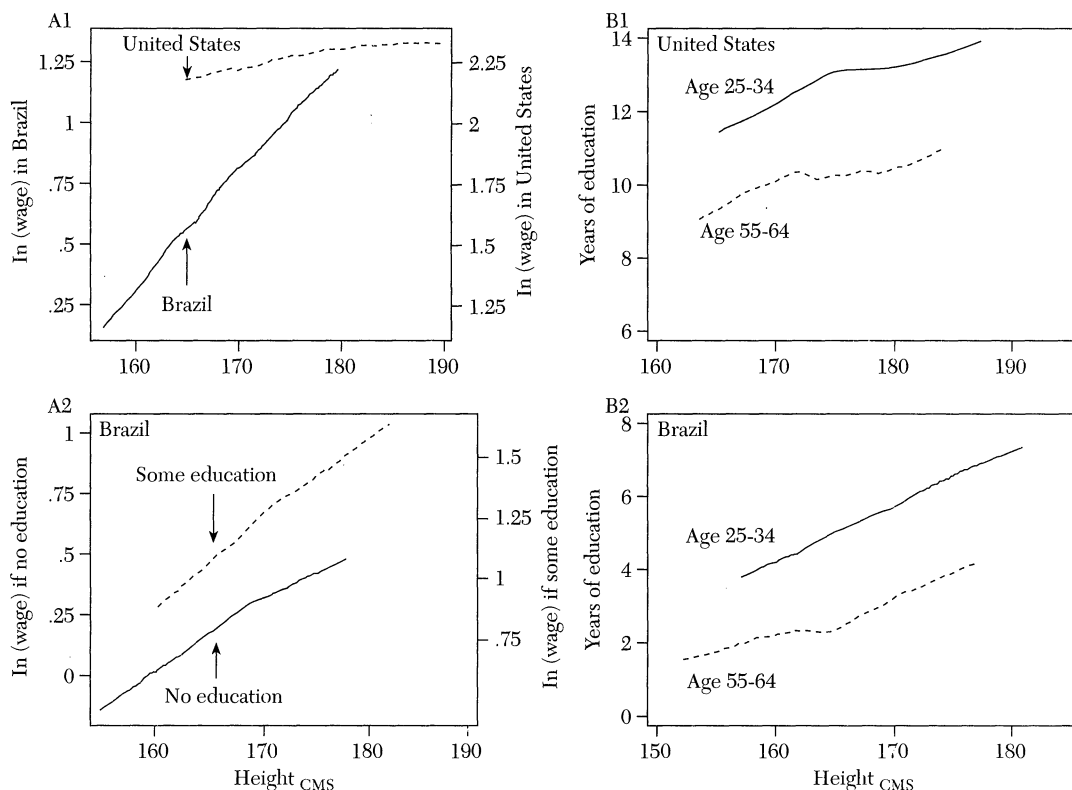 A1
United States
1.25
1
.75
.5
.25
ln (wage) in Brazil
2.25
2
1.75
1.5
1.25
ln (wage) in United States
Brazil
160
170
180
190
B1
United States
Age 25-34
Age 55-64
14
12
10
8
6
Years of education
160
170
180
190
A2
Brazil
Some education
No education
1
.75
.5
.25
0
ln (wage) if no education
1.5
1.25
1
.75
ln (wage) if some education
160
170
180
190
Height CMS
B2
Brazil
Age 25-34
Age 55-64
8
6
4
2
0
Years of education
150
160
170
180
Height CMS